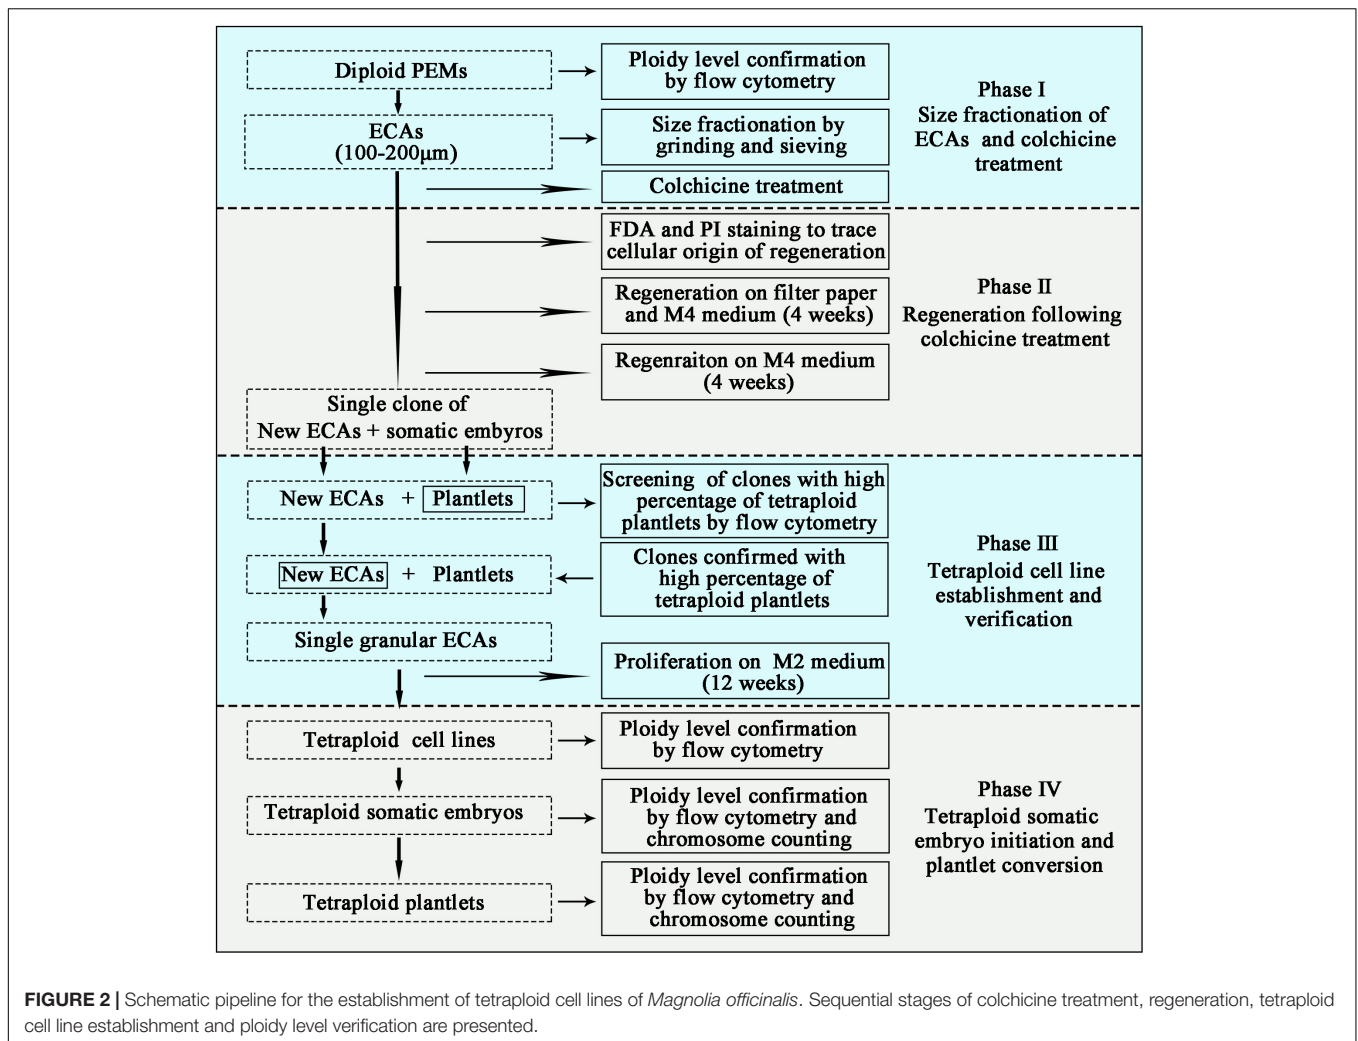 Diploid PEMs
Ploidy level confirmation
by flow cytometry
ECAs
(100-200μm)
Size fractionation by
grinding and sieving
Colchicine treatment
Phase I
Size fractionation of
ECAs and colchicine
treatment
FDA and PI staining to trace
cellular origin of regeneration
Regeneration on filter paper
and M4 medium (4 weeks)
Regenraiton on M4 medium
(4 weeks)
Single clone of
New ECAs + somatic embyros
Phase II
Regeneration following
colchicine treatment
New ECAs + Plantlets
Screening of clones with high
percentage of tetraploid
plantlets by flow cytometry
New ECAs + Plantlets
Clones confirmed with
high percentage of
tetraploid plantlets
Single granular ECAs
Proliferation on M2 medium
(12 weeks)
Phase III
Tetraploid cell line
establishment and
verification
Tetraploid cell lines
Ploidy level confirmation
by flow cytometry
Tetraploid somatic embryos
Ploidy level confirmation
by flow cytometry and
chromosome counting
Tetraploid plantlets
Ploidy level confirmation
by flow cytometry and
chromosome counting
Phase IV
Tetraploid somatic
embryo initiation and
plantlet conversion
FIGURE 2 | Schematic pipeline for the establishment of tetraploid cell lines of Magnolia officinalis. Sequential stages of colchicine treatment, regeneration, tetraploid
cell line establishment and ploidy level verification are presented.